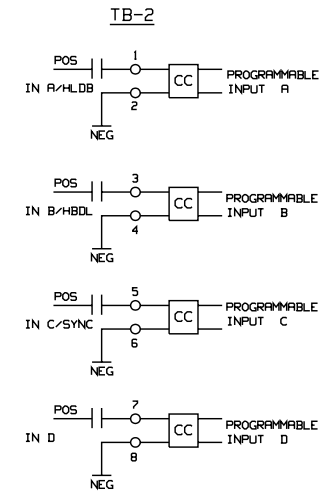 TB-2
POS
1
CC
PROGRAMMABLE
IN A/HLDB
INPUT A
2
NEG
POS
3
CC
PROGRAMMABLE
IN B/HBDL
INPUT B
4
NEG
POS
5
CC
PROGRAMMABLE
IN C/SYNC
INPUT C
6
NEG
POS
7
CC
PROGRAMMABLE
IN D
INPUT D
8
NEG